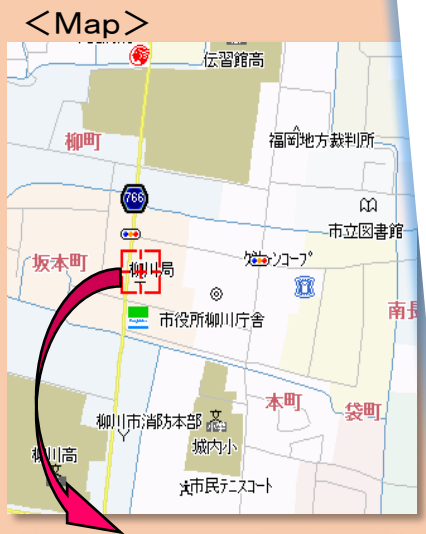 ＜Map＞
伝習館高
柳町
福岡地方裁判所
766
市立図書館
坂本町
柳川局
グリーンコープ
市役所柳川庁舎
本町
袋町
柳川市消防本部
城内小
柳川高
市民テニスコート